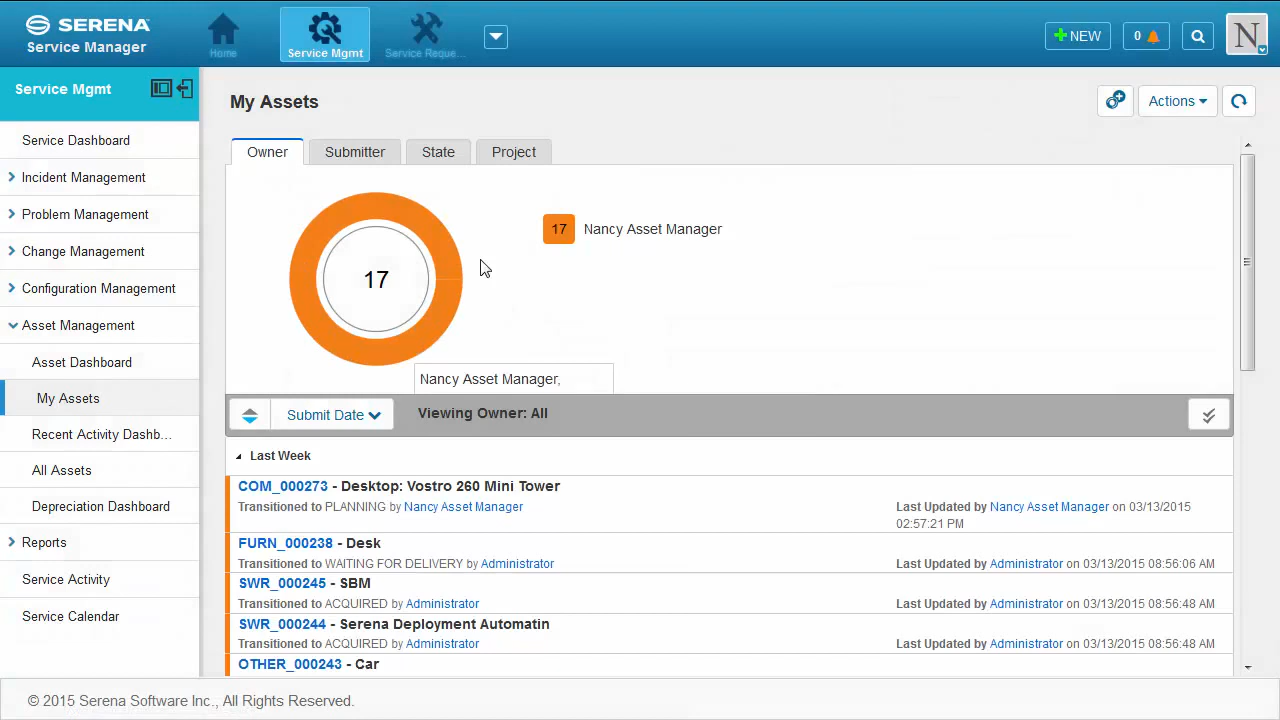 SERENA
Service Manager
Home
Service Mgmt
Service Reque...
NEW
0
N
Service Mgmt
Service Dashboard
Incident Management
Problem Management
Change Management
Configuration Management
Asset Management
Asset Dashboard
My Assets
Recent Activity Dashb...
All Assets
Depreciation Dashboard
Reports
Service Activity
Service Calendar
My Assets
Actions
Owner
Submitter
State
Project
17
17 Nancy Asset Manager
Nancy Asset Manager,
Submit Date
Viewing Owner: All
Last Week
COM_000273 - Desktop: Vostro 260 Mini Tower
Transitioned to PLANNING by Nancy Asset Manager
Last Updated by Nancy Asset Manager on 03/13/2015
02:57:21 PM
FURN_000238 - Desk
Transitioned to WAITING FOR DELIVERY by Administrator
Last Updated by Administrator on 03/13/2015 08:56:06 AM
SWR_000245 - SBM
Transitioned to ACQUIRED by Administrator
Last Updated by Administrator on 03/13/2015 08:56:48 AM
SWR_000244 - Serena Deployment Automatin
Transitioned to ACQUIRED by Administrator
Last Updated by Administrator on 03/13/2015 08:56:48 AM
OTHER_000243 - Car
© 2015 Serena Software Inc., All Rights Reserved.